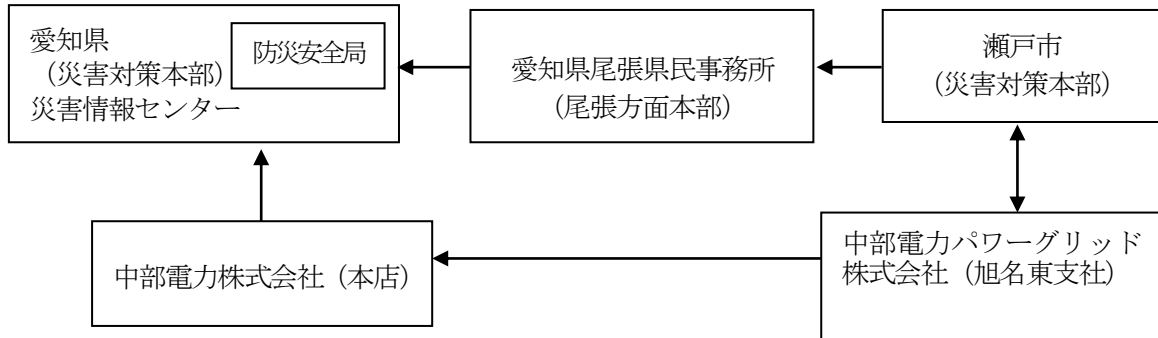 愛知県
（災害対策本部）
災害情報センター
防災安全局
愛知県尾張県民事務所
（尾張方面本部）
瀬戸市
（災害対策本部）
中部電力株式会社（本店）
中部電力パワーグリッド
株式会社（旭名東支社）